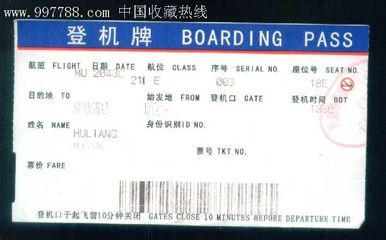 www.997788.com 中国收藏热线
登机牌 BOARDING PASS
航班 FLIGHT 日期 DATE 舱位 CLASS 序号 SERIAL NO. 座位号 SEAT NO.
MU 2043C 21 E 003 18E
目的地 TO 始发地 FROM 登机口 GATE 登机时间 BDT
SHANGHAI
姓名 NAME 身份识别ID NO.
HULIANG
票号 TKT NO.
票价 FARE
登机口于起飞前10分钟关闭 GATES CLOSE 10 MINUTES BEFORE DEPARTURE TIME